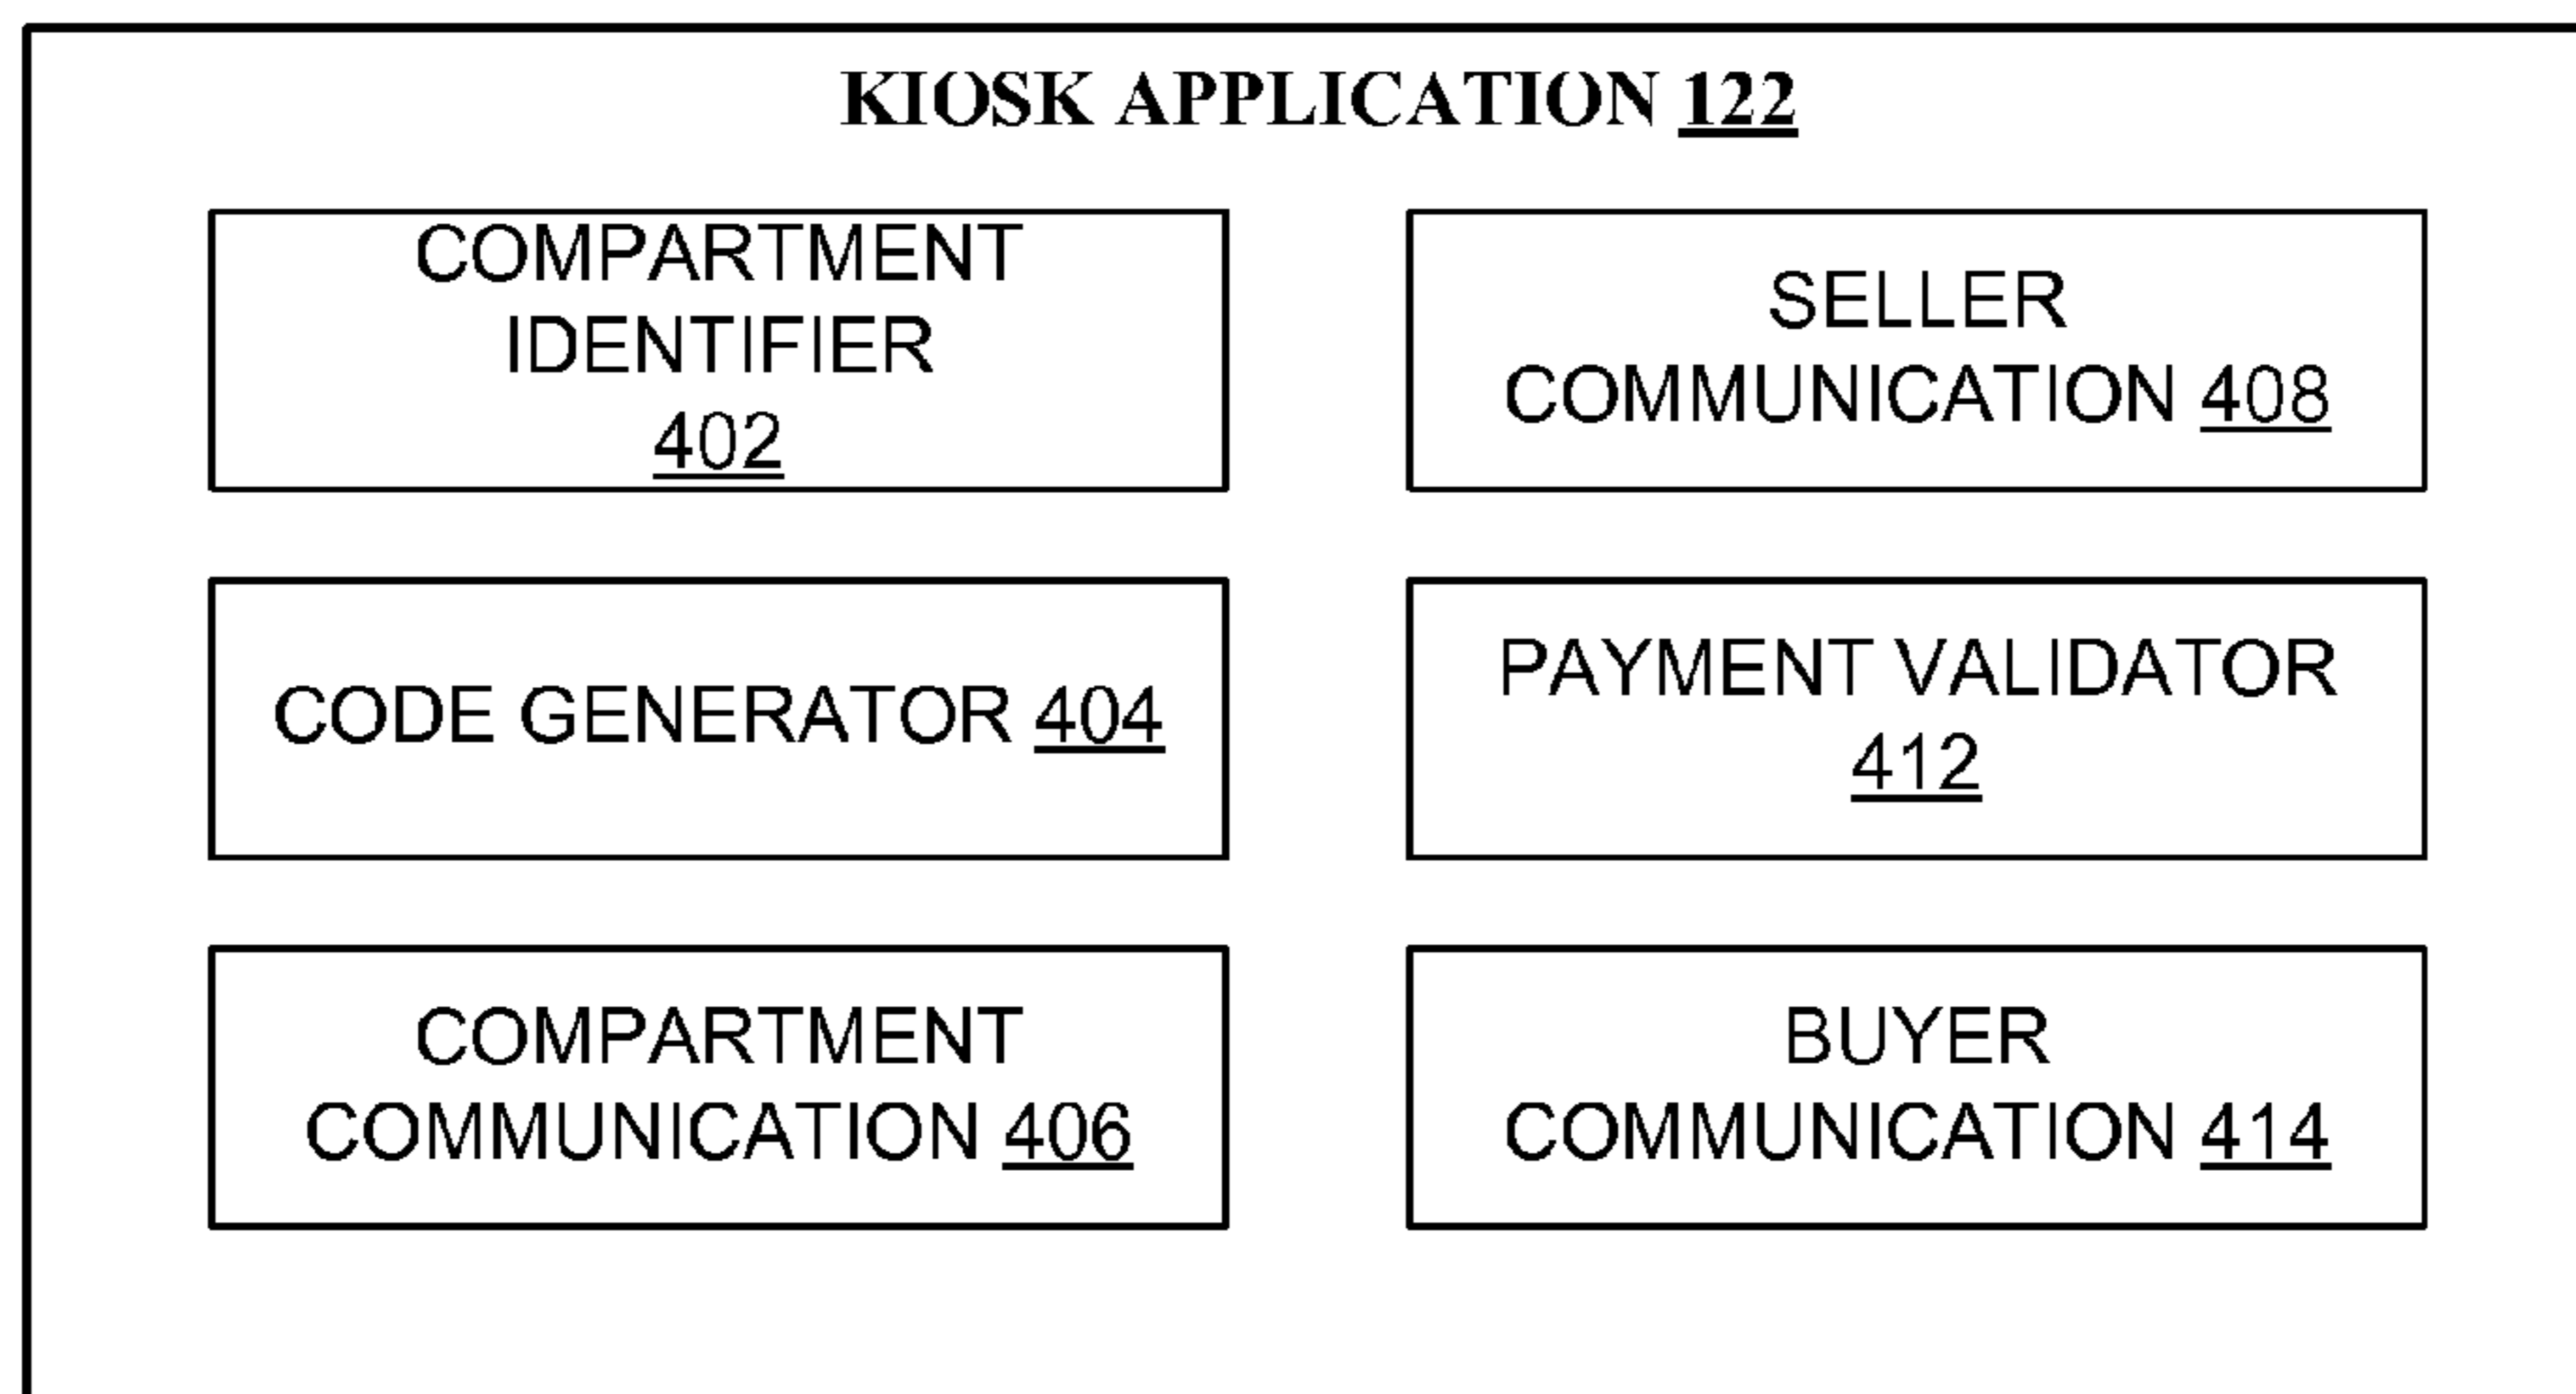 KIOSK APPLICATION 122
COMPARTMENT
IDENTIFIER
402
SELLER
COMMUNICATION 408
CODE GENERATOR 404
PAYMENT VALIDATOR
412
COMPARTMENT
COMMUNICATION 406
BUYER
COMMUNICATION 414